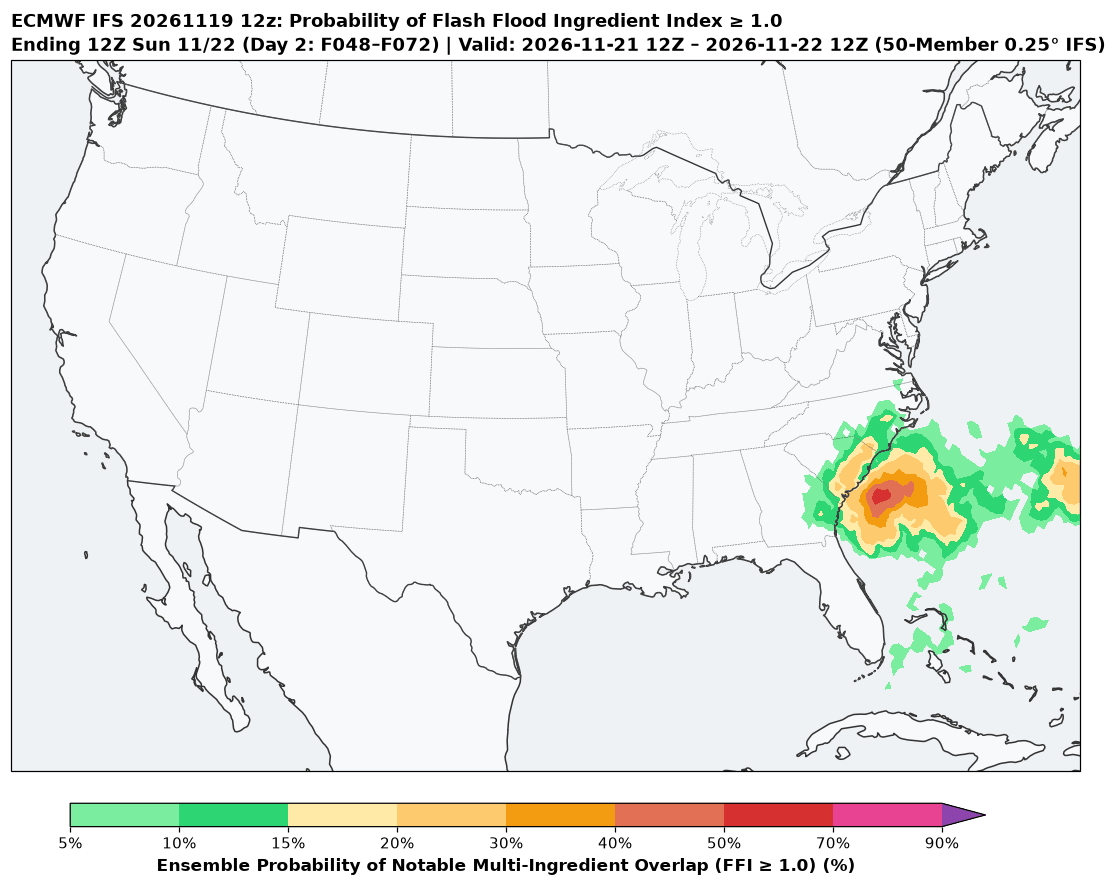 ECMWF IFS 20261119 12z: Probability of Flash Flood Ingredient Index ≥ 1.0
Ending 12Z Sun 11/22 (Day 2: F048–F072) | Valid: 2026-11-21 12Z – 2026-11-22 12Z (50-Member 0.25° IFS)
5% 10% 15% 20% 30% 40% 50% 70% 90%
Ensemble Probability of Notable Multi-Ingredient Overlap (FFI ≥ 1.0) (%)